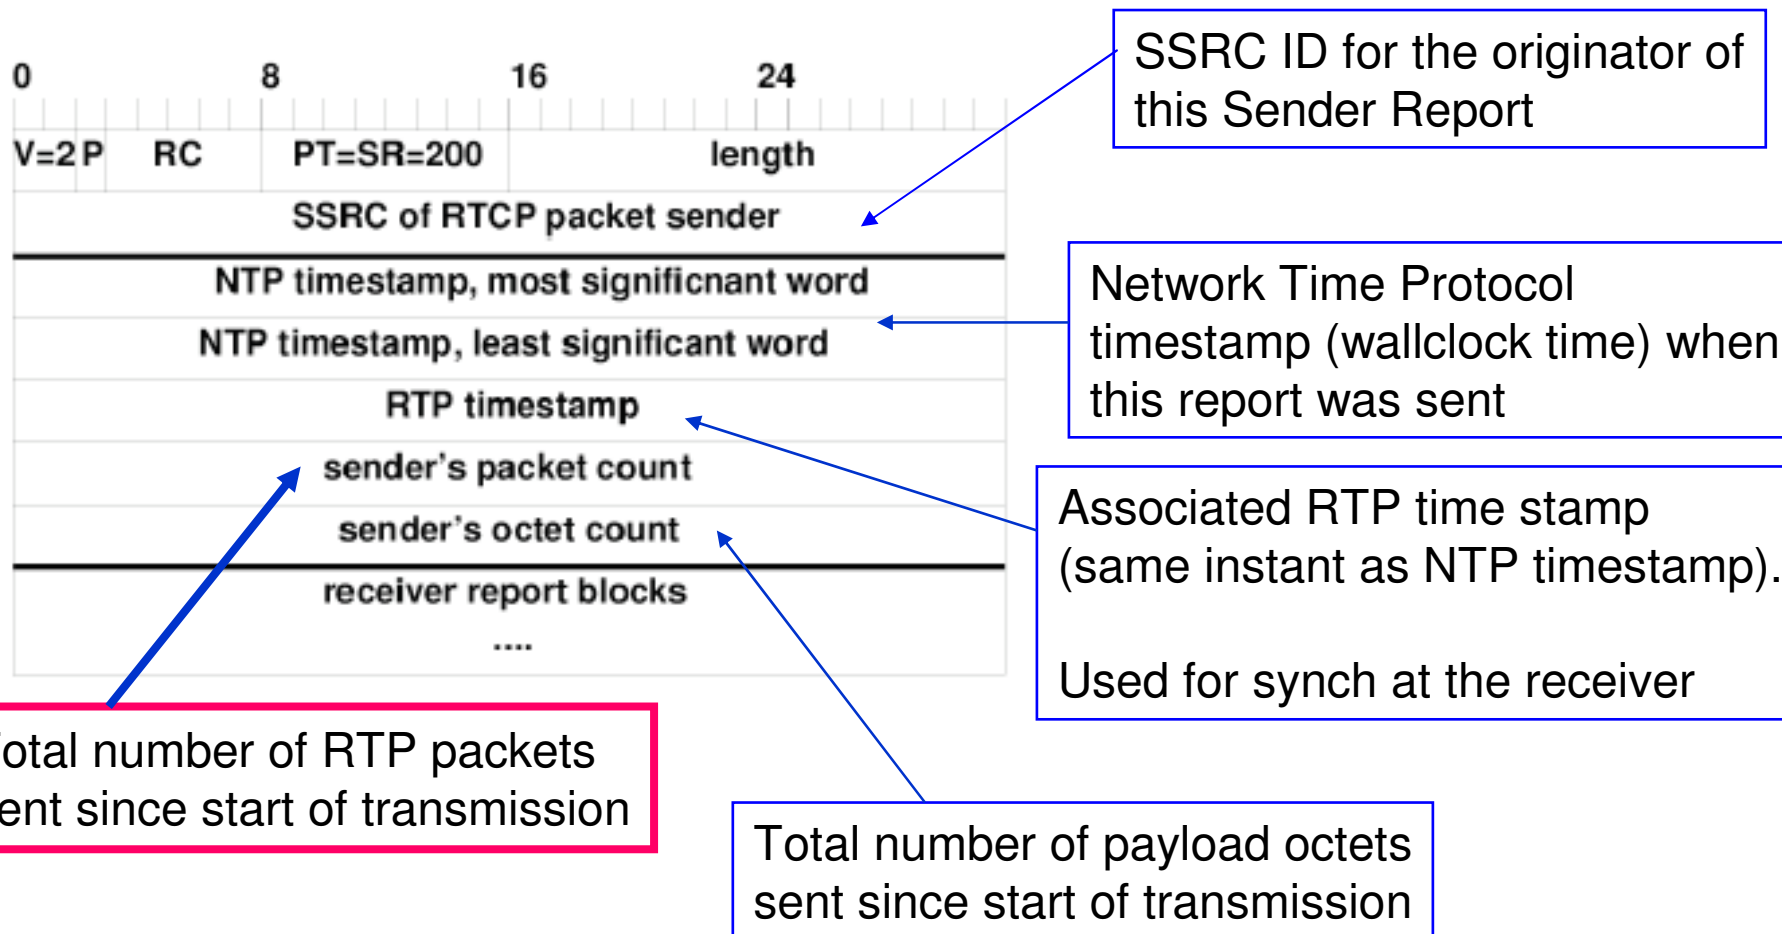 0 8 16 24
V=2 P RC PT=SR=200 length
SSRC of RTCP packet sender
NTP timestamp, most significnant word
NTP timestamp, least significant word
RTP timestamp
sender's packet count
sender's octet count
receiver report blocks
....
SSRC ID for the originator of
this Sender Report
Network Time Protocol
timestamp (wallclock time) when
this report was sent
Associated RTP time stamp
(same instant as NTP timestamp).
Used for synch at the receiver
otal number of RTP packets
ent since start of transmission
Total number of payload octets
sent since start of transmission